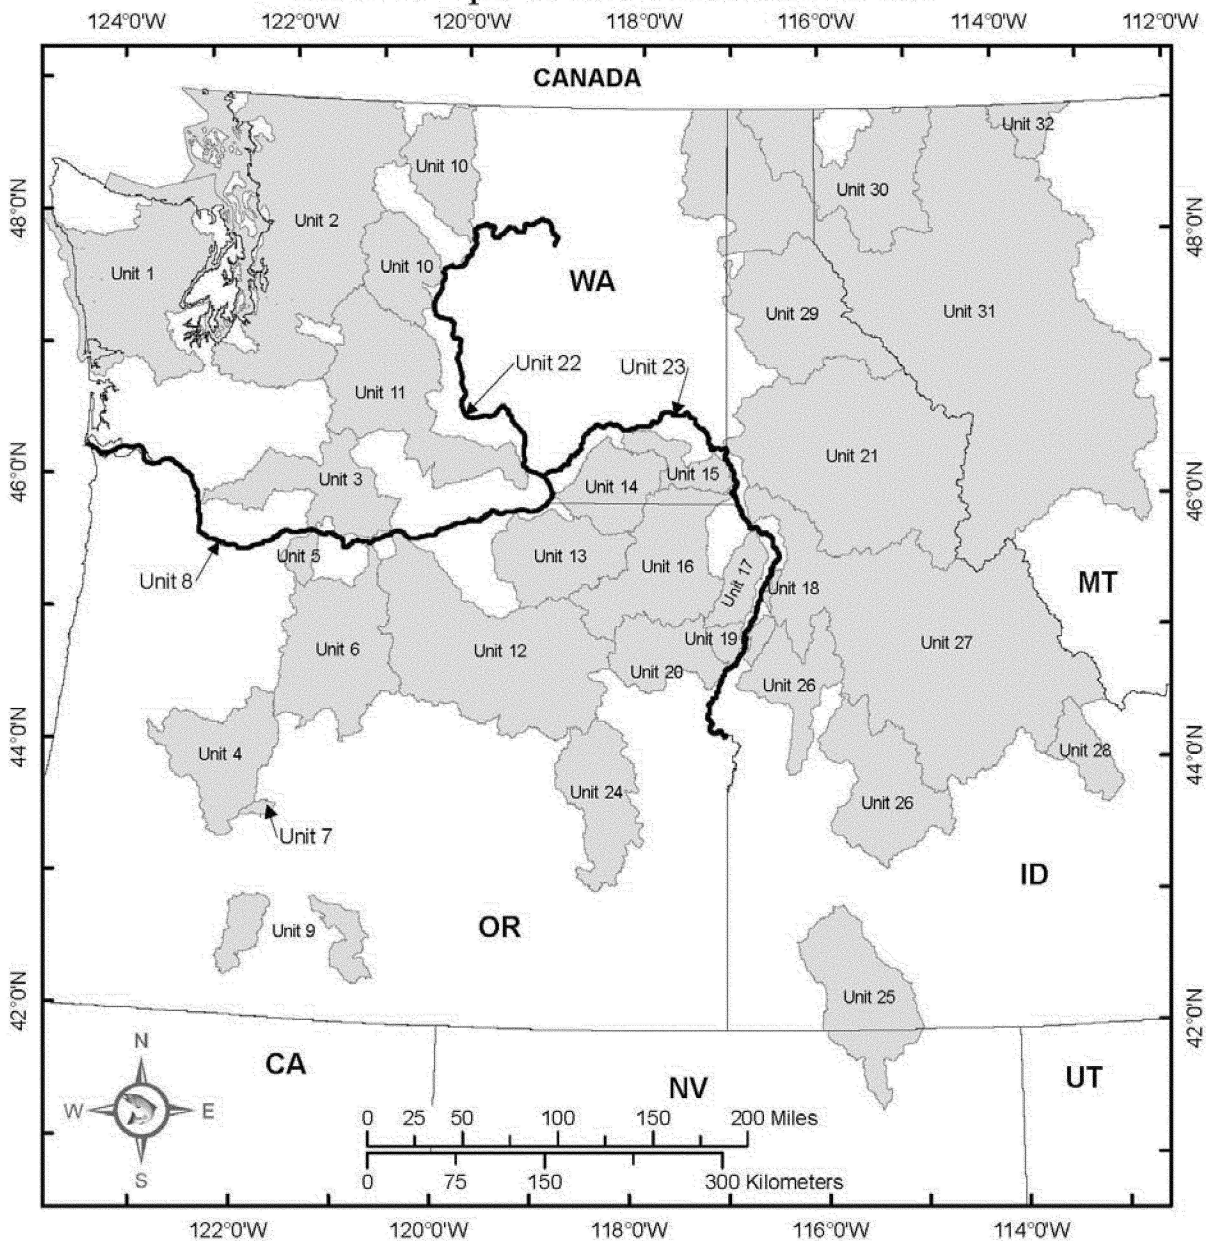 124°0'W 122°0'W 120°0'W 118°0'W 116°0'W 114°0'W 112°0'W
CANADA
Unit 32
Unit 10
Unit 30
48°0'N
48°0'N
Unit 2
Unit 1
Unit 10
WA
Unit 29
Unit 31
Unit 22
Unit 23
Unit 11
46°0'N
46°0'N
Unit 3
Unit 14
Unit 15
Unit 21
Unit 5
Unit 13
Unit 16
Unit 17
Unit 18
Unit 8
MT
Unit 6
Unit 12
Unit 19
Unit 27
Unit 20
Unit 26
44°0'N
44°0'N
Unit 4
Unit 28
Unit 24
Unit 26
Unit 7
ID
Unit 9
OR
42°0'N
42°0'N
Unit 25
N
W E
S
CA
NV
UT
0 25 50 100 150 200 Miles
0 75 150 300 Kilometers
122°0'W 120°0'W 118°0'W 116°0'W 114°0'W